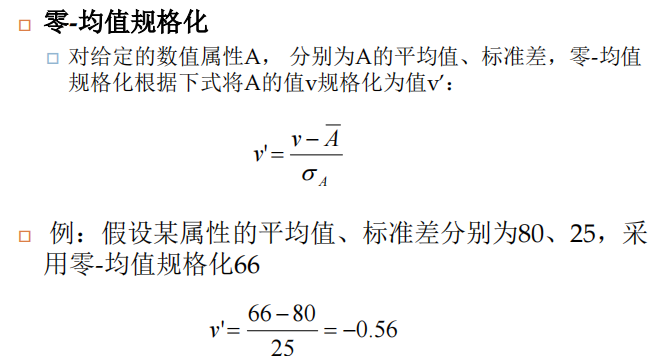 零-均值规格化
对给定的数值属性A， 分别为A的平均值、标准差，零-均值
规格化根据下式将A的值v规格化为值v′：
v'= (v − A̅) / σ_A
例：假设某属性的平均值、标准差分别为80、25，采
用零-均值规格化66
v'= (66 − 80) / 25 = −0.56